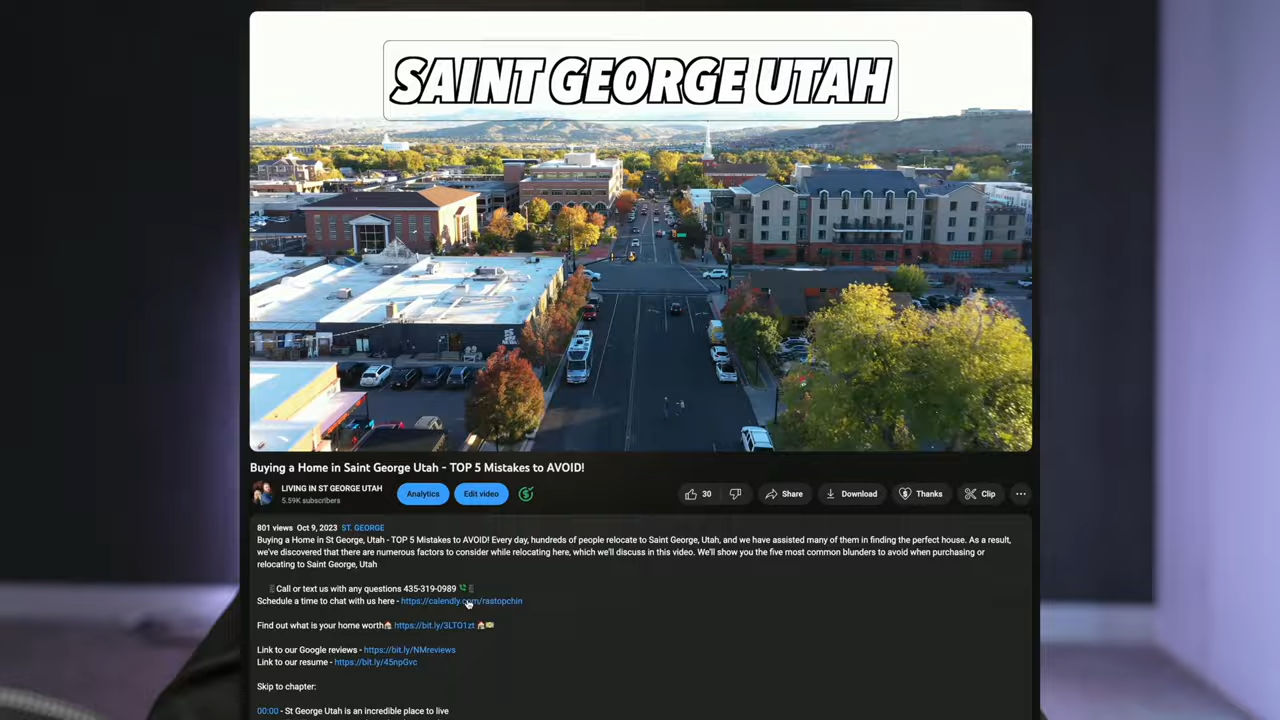 SAINT GEORGE UTAH
Buying a Home in Saint George Utah - TOP 5 Mistakes to AVOID!
LIVING IN ST GEORGE UTAH
5.59K subscribers
Analytics
Edit video
30
Share
Download
Thanks
Clip
801 views Oct 9, 2023 ST. GEORGE
Buying a Home in St George, Utah - TOP 5 Mistakes to AVOID! Every day, hundreds of people relocate to Saint George, Utah, and we have assisted many of them in finding the perfect house. As a result,
we've discovered that there are numerous factors to consider while relocating here, which we'll discuss in this video. We'll show you the five most common blunders to avoid when purchasing or
relocating to Saint George, Utah
Call or text us with any questions 435-319-0989
Schedule a time to chat with us here - https://calendly.com/rastopchin
Find out what is your home worth🏠 https://bit.ly/3LTO1zt 🏠💵
Link to our Google reviews - https://bit.ly/NMreviews
Link to our resume - https://bit.ly/45npGvc
Skip to chapter:
00:00 - St George Utah is an incredible place to live